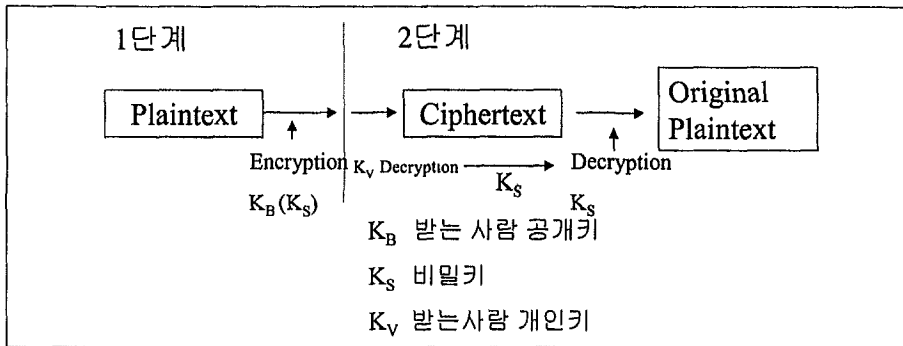 1단계 2단계
Plaintext Ciphertext Original Plaintext
Encryption K_V Decryption K_S Decryption
K_B(K_S) K_S
K_B 받는 사람 공개키
K_S 비밀키
K_V 받는사람 개인키